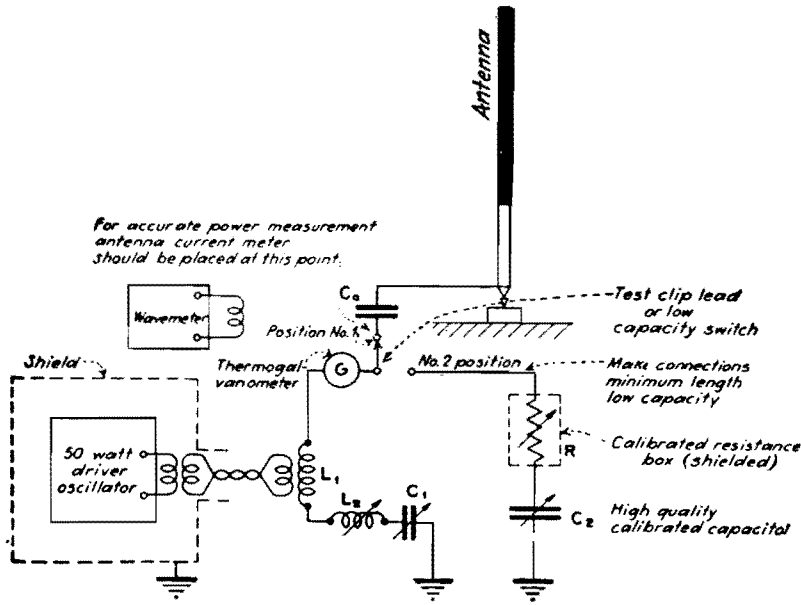 Antenna
For accurate power measurement
antenna current meter
should be placed at this point.
Ca
Test clip lead
or low
capacity switch
Wavemeter
Position No. 1
Shield
Thermogal-
vanometer
G
No. 2 position
Make connections
minimum length
low capacity
50 watt
driver
oscillator
L1
L2
C1
R
Calibrated resistance
box (shielded)
C2
High quality
calibrated capacitor